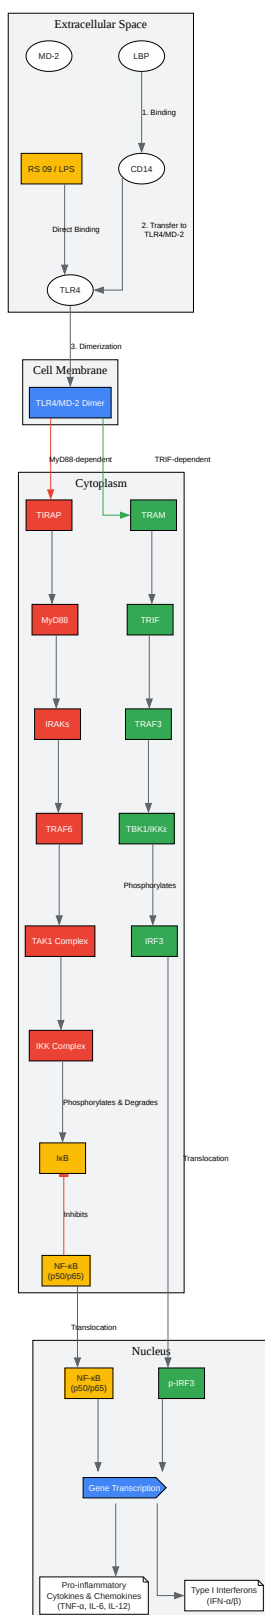 Extracellular Space
MD-2
LBP
1. Binding
RS 09 / LPS
CD14
Direct Binding
2. Transfer to
TLR4/MD-2
TLR4
3. Dimerization
Cell Membrane
TLR4/MD-2 Dimer
MyD88-dependent
TRIF-dependent
Cytoplasm
TIRAP
TRAM
MyD88
TRIF
IRAKs
TRAF3
TRAF6
TBK1/IKKε
Phosphorylates
TAK1 Complex
IRF3
IKK Complex
Phosphorylates & Degrades
IκB
Translocation
Inhibits
NF-κB
(p50/p65)
Translocation
Nucleus
NF-κB
(p50/p65)
p-IRF3
Gene Transcription
Pro-inflammatory
Cytokines & Chemokines
(TNF-α, IL-6, IL-12)
Type I Interferons
(IFN-α/β)